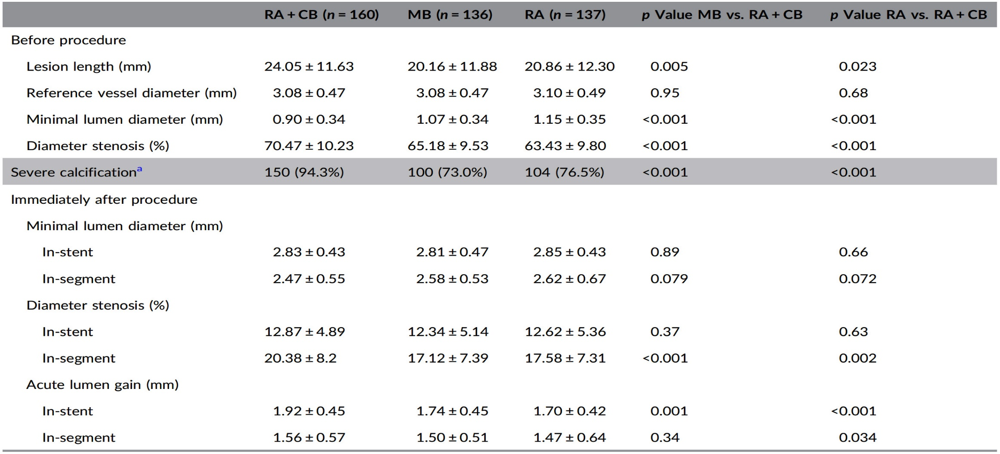 RA + CB (n = 160) MB (n = 136) RA (n = 137) p Value MB vs. RA + CB p Value RA vs. RA + CB
Before procedure
Lesion length (mm) 24.05 ± 11.63 20.16 ± 11.88 20.86 ± 12.30 0.005 0.023
Reference vessel diameter (mm) 3.08 ± 0.47 3.08 ± 0.47 3.10 ± 0.49 0.95 0.68
Minimal lumen diameter (mm) 0.90 ± 0.34 1.07 ± 0.34 1.15 ± 0.35 <0.001 <0.001
Diameter stenosis (%) 70.47 ± 10.23 65.18 ± 9.53 63.43 ± 9.80 <0.001 <0.001
Severe calcificationa 150 (94.3%) 100 (73.0%) 104 (76.5%) <0.001 <0.001
Immediately after procedure
Minimal lumen diameter (mm)
In-stent 2.83 ± 0.43 2.81 ± 0.47 2.85 ± 0.43 0.89 0.66
In-segment 2.47 ± 0.55 2.58 ± 0.53 2.62 ± 0.67 0.079 0.072
Diameter stenosis (%)
In-stent 12.87 ± 4.89 12.34 ± 5.14 12.62 ± 5.36 0.37 0.63
In-segment 20.38 ± 8.2 17.12 ± 7.39 17.58 ± 7.31 <0.001 0.002
Acute lumen gain (mm)
In-stent 1.92 ± 0.45 1.74 ± 0.45 1.70 ± 0.42 0.001 <0.001
In-segment 1.56 ± 0.57 1.50 ± 0.51 1.47 ± 0.64 0.34 0.034